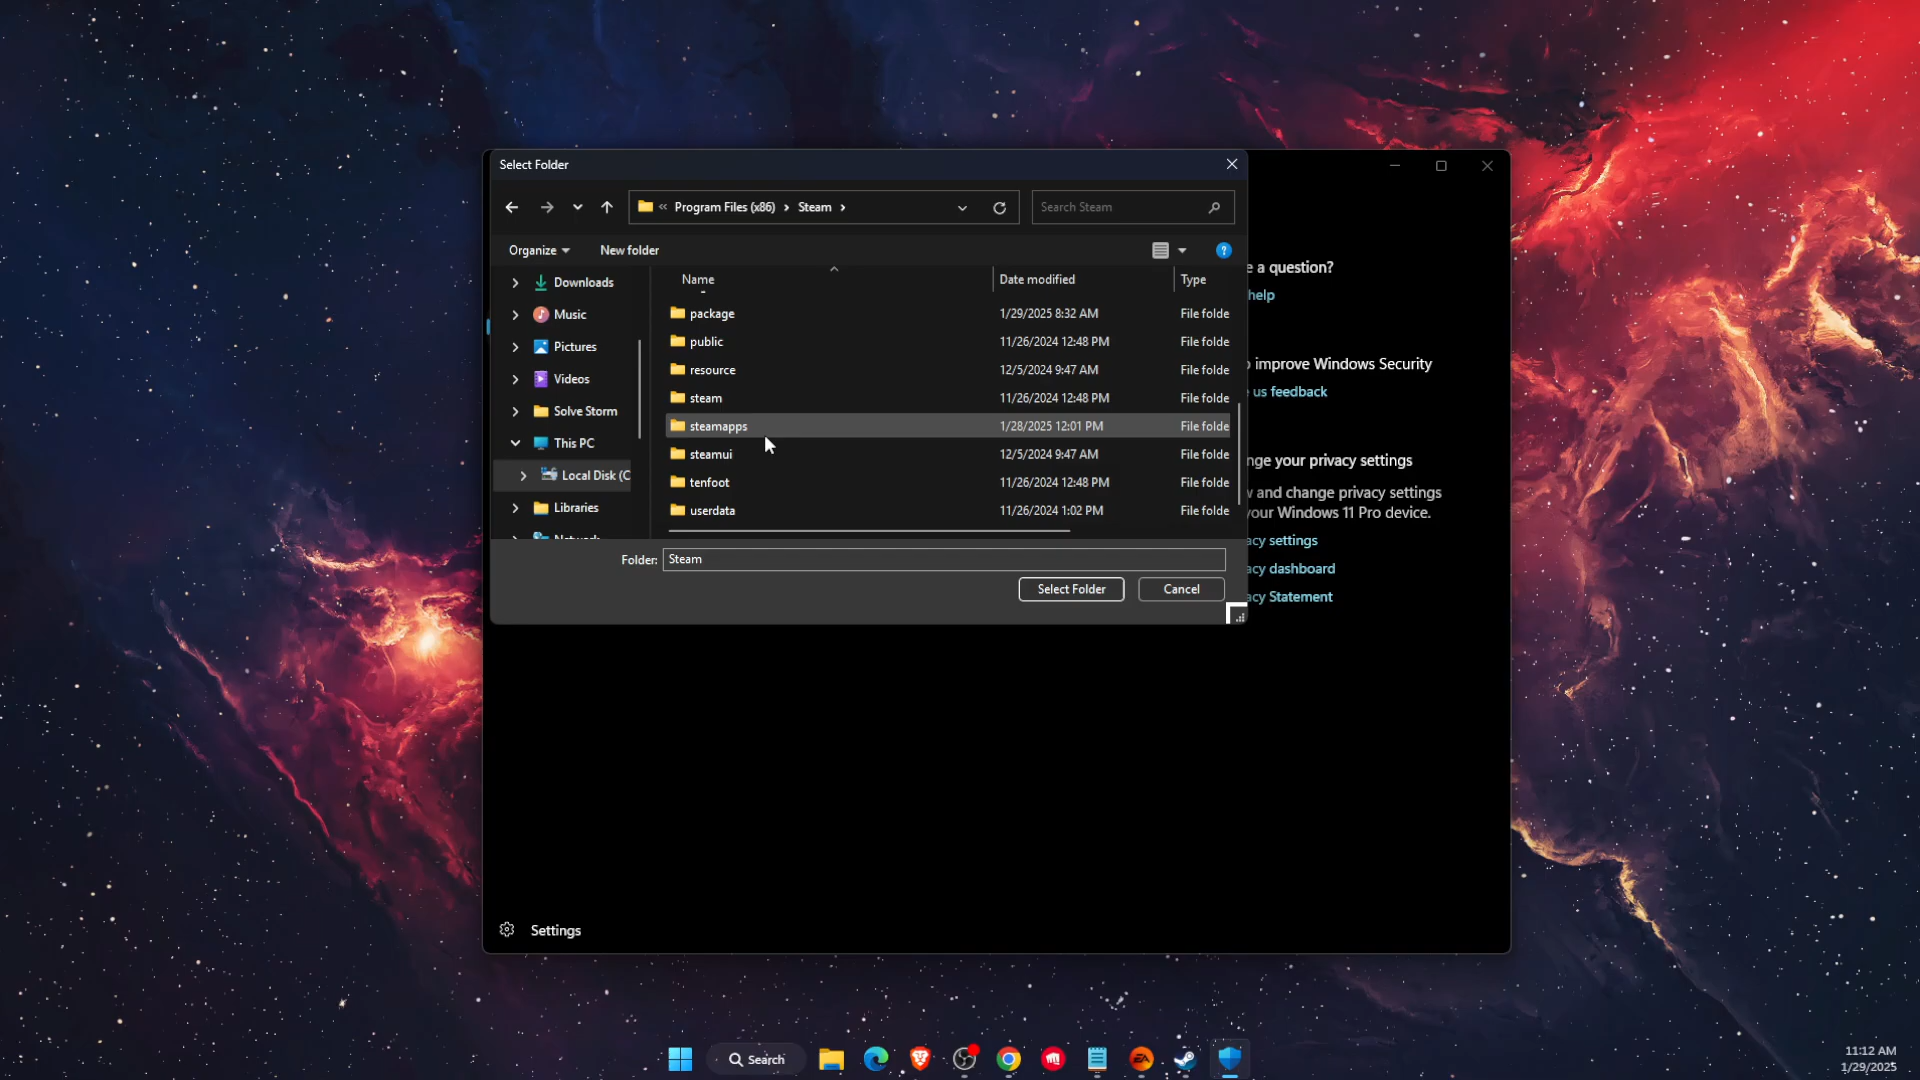 Select Folder
« Program Files (x86) › Steam ›
Search Steam
Organize
New folder
?
Downloads
Music
Pictures
Videos
Solve Storm
This PC
Local Disk (C
Libraries
Name
Date modified
Type
package 1/29/2025 8:32 AM File folde
public 11/26/2024 12:48 PM File folde
resource 12/5/2024 9:47 AM File folde
steam 11/26/2024 12:48 PM File folde
steamapps 1/28/2025 12:01 PM File folde
steamui 12/5/2024 9:47 AM File folde
tenfoot 11/26/2024 12:48 PM File folde
userdata 11/26/2024 1:02 PM File folde
Folder: Steam
Select Folder
Cancel
e a question?
help
improve Windows Security
us feedback
nge your privacy settings
and change privacy settings
your Windows 11 Pro device.
acy settings
acy dashboard
acy Statement
Settings
Search
EA
11:12 AM
1/29/2025